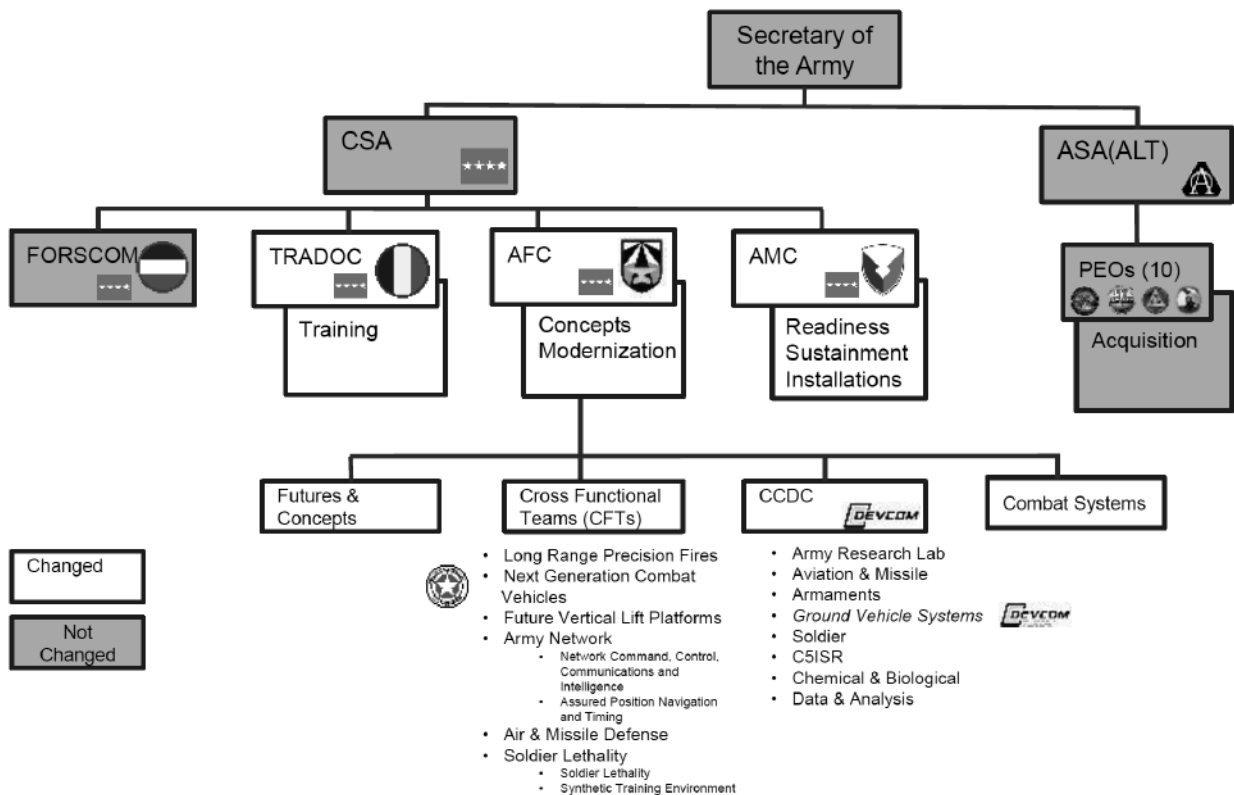 Secretary of
the Army
CSA
ASA(ALT)
FORSCOM
TRADOC
AFC
AMC
PEOs (10)
Training
Concepts
Modernization
Readiness
Sustainment
Installations
Acquisition
Futures &
Concepts
Cross Functional
Teams (CFTs)
CCDC
DEVCOM
Combat Systems
Changed
Not
Changed
• Long Range Precision Fires
• Next Generation Combat
Vehicles
• Future Vertical Lift Platforms
• Army Network
• Network Command, Control,
Communications and
Intelligence
• Assured Position Navigation
and Timing
• Air & Missile Defense
• Soldier Lethality
• Soldier Lethality
• Synthetic Training Environment
• Army Research Lab
• Aviation & Missile
• Armaments
• Ground Vehicle Systems
DEVCOM
• Soldier
• C5ISR
• Chemical & Biological
• Data & Analysis